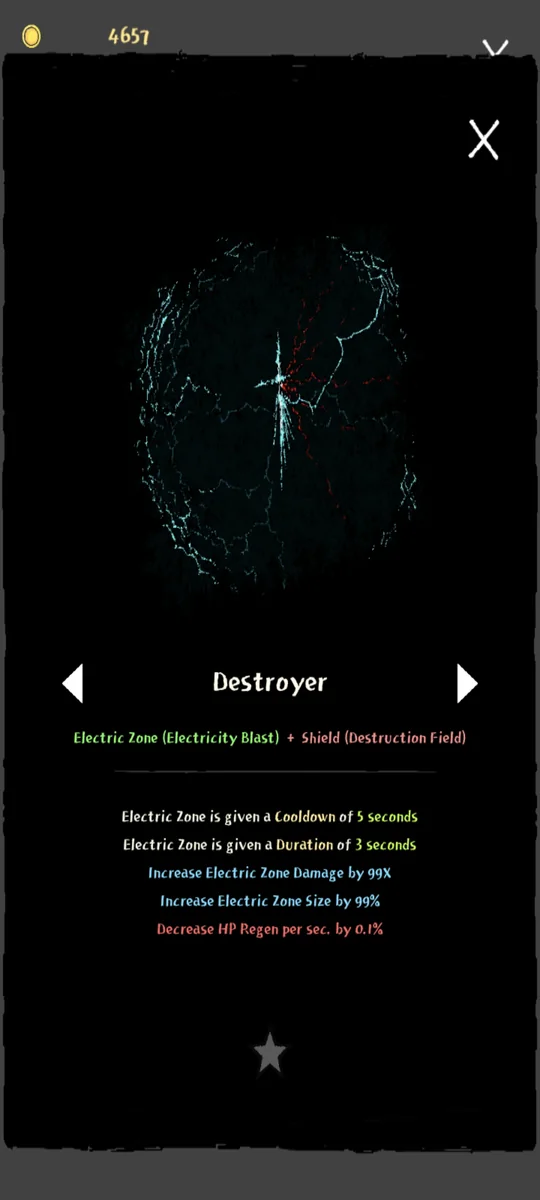 4657
X
Destroyer
Electric Zone (Electricity Blast) + Shield (Destruction Field)
Electric Zone is given a Cooldown of 5 seconds
Electric Zone is given a Duration of 3 seconds
Increase Electric Zone Damage by 99X
Increase Electric Zone Size by 99%
Decrease HP Regen per sec. by 0.1%